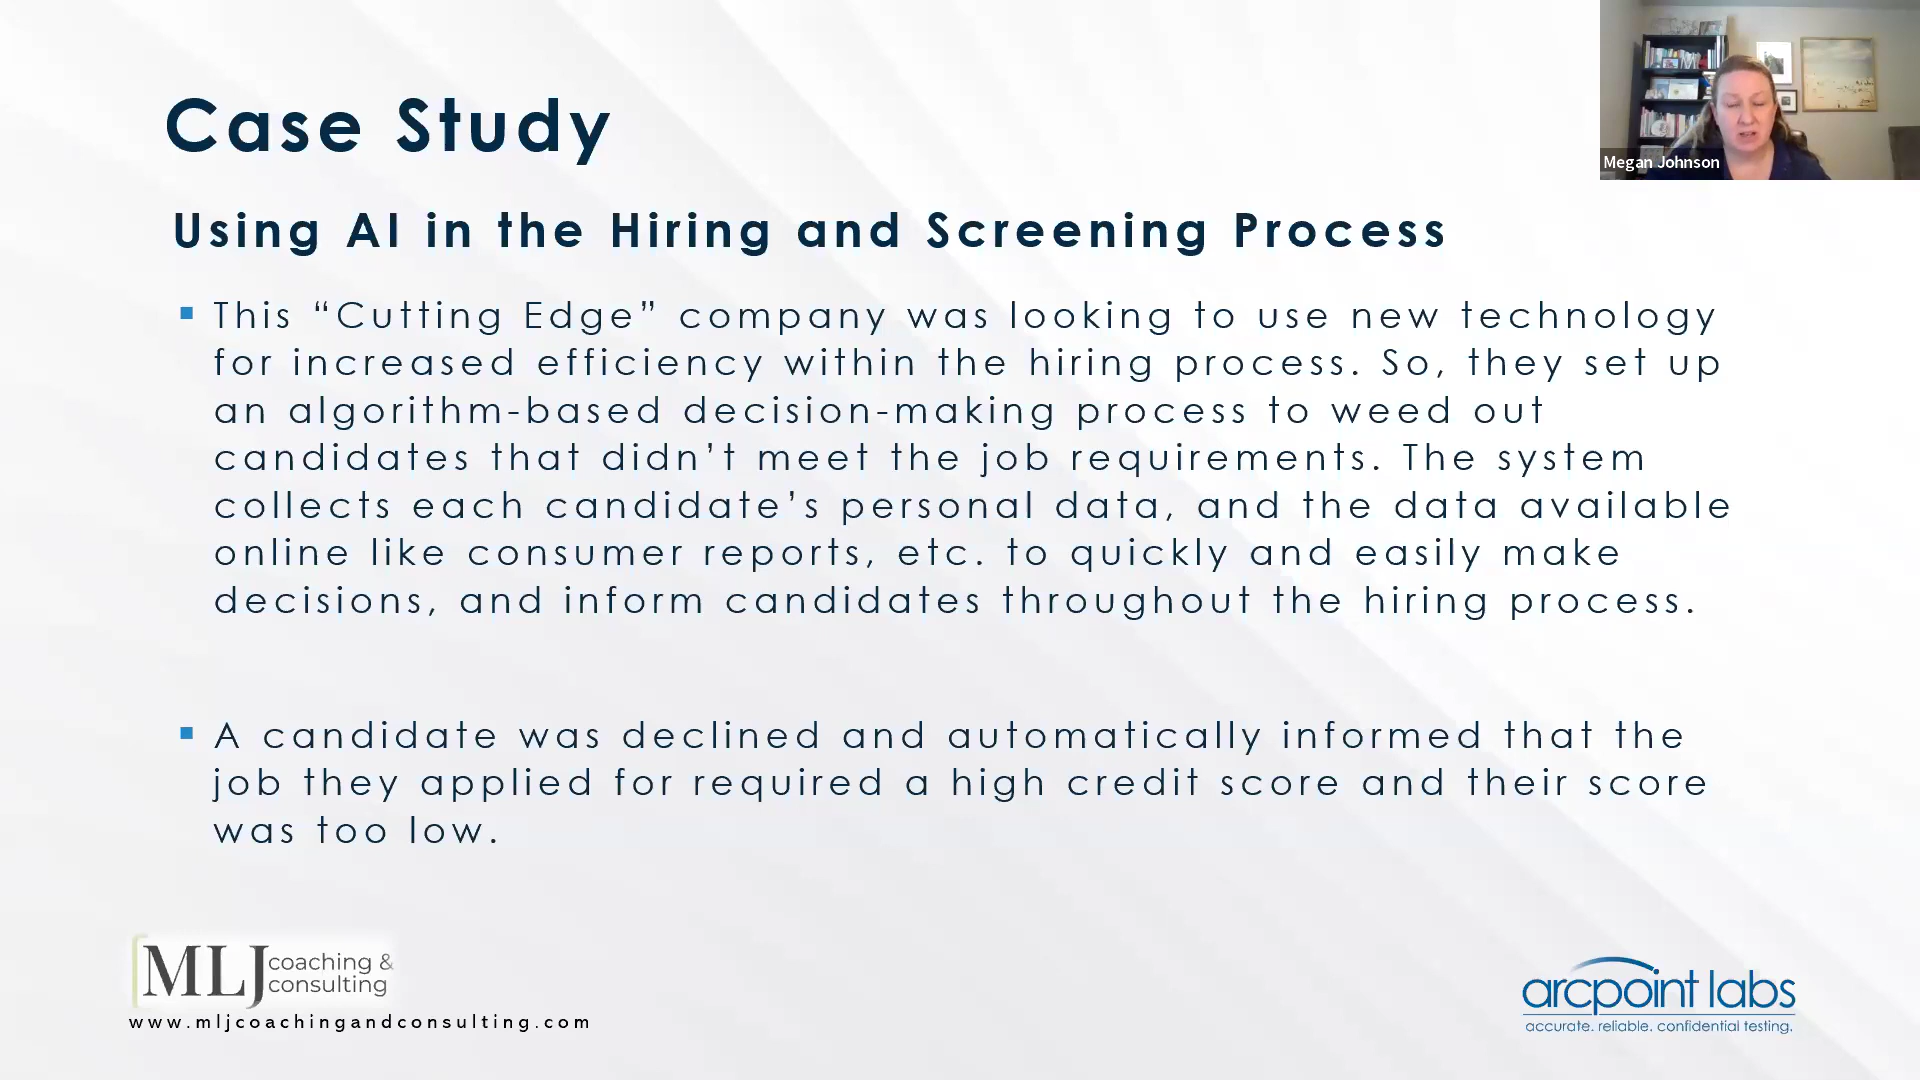 Case Study
Megan Johnson
Using AI in the Hiring and Screening Process
▪ This “Cutting Edge” company was looking to use new technology
for increased efficiency within the hiring process. So, they set up
an algorithm-based decision-making process to weed out
candidates that didn’t meet the job requirements. The system
collects each candidate’s personal data, and the data available
online like consumer reports, etc. to quickly and easily make
decisions, and inform candidates throughout the hiring process.
▪ A candidate was declined and automatically informed that the
job they applied for required a high credit score and their score
was too low.
MLJ coaching &
consulting
www.mljcoachingandconsulting.com
arcpoint labs
accurate. reliable. confidential testing.